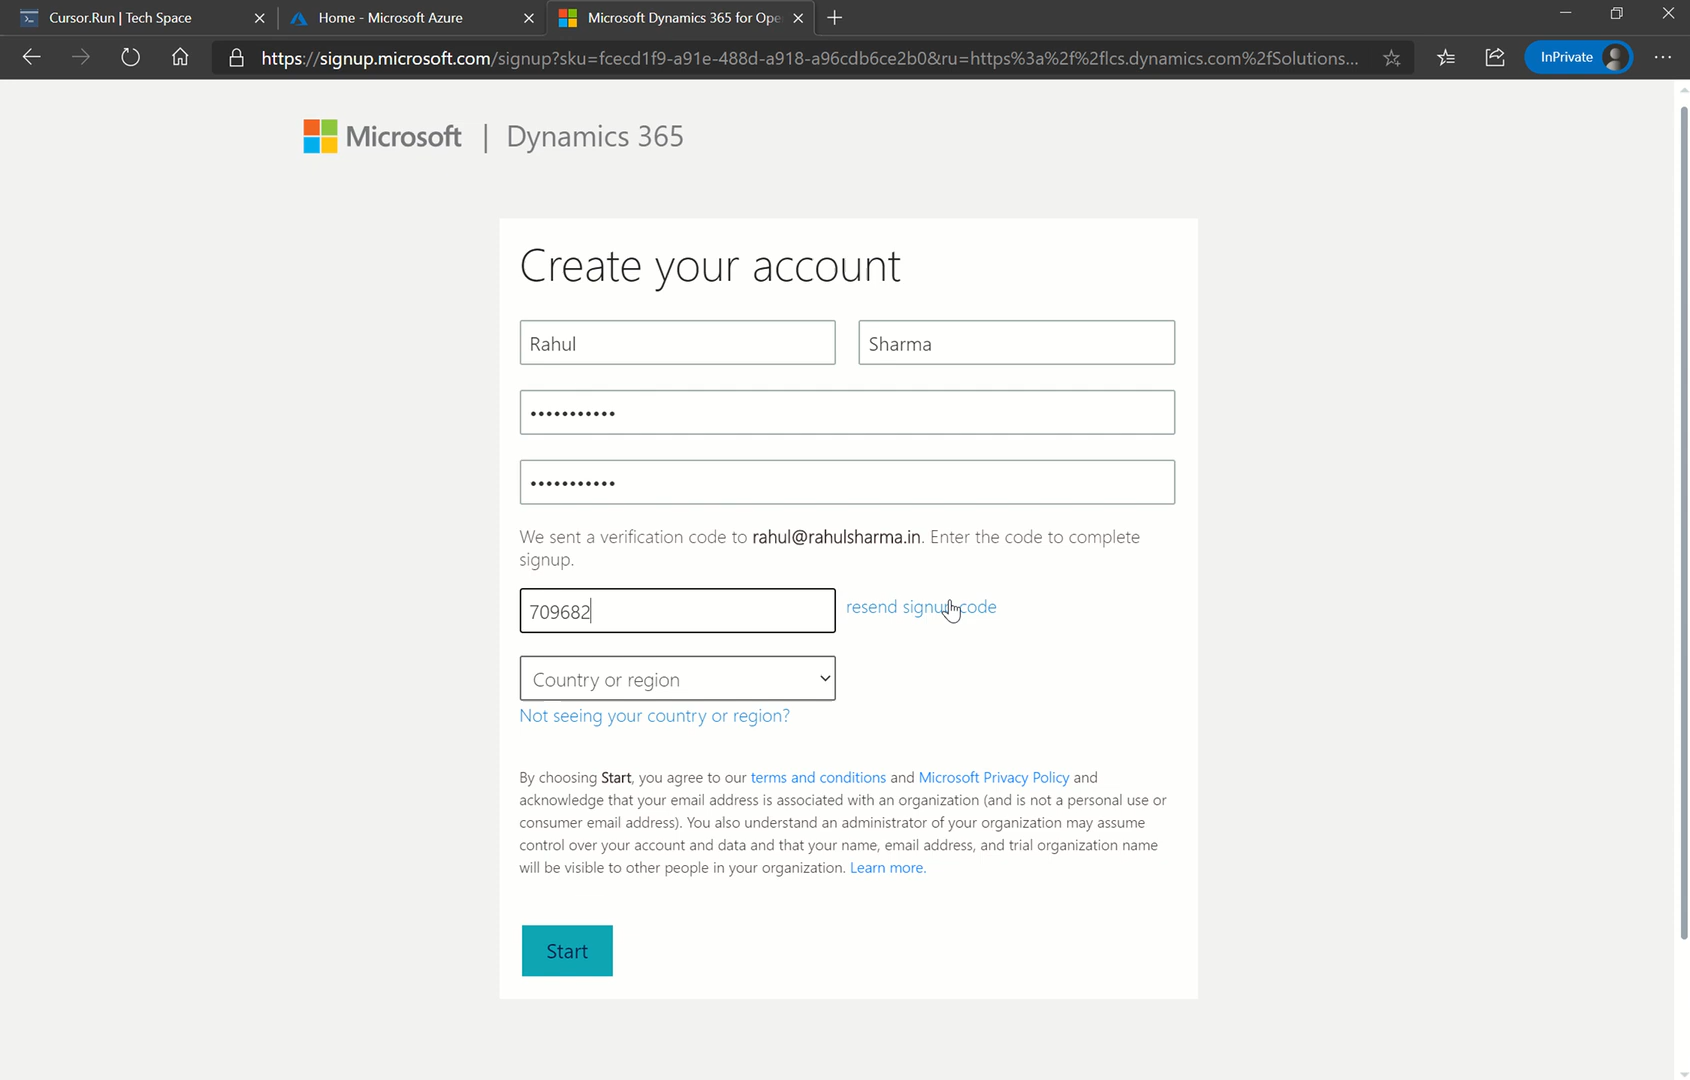 Cursor.Run | Tech Space
Home - Microsoft Azure
Microsoft Dynamics 365 for Ope
https://signup.microsoft.com/signup?sku=fcecd1f9-a91e-488d-a918-a96cdb6ce2b0&ru=https%3a%2f%2flcs.dynamics.com%2fSolutions...
InPrivate
Microsoft | Dynamics 365
Create your account
Rahul
Sharma
•••••••••••
•••••••••••
We sent a verification code to rahul@rahulsharma.in. Enter the code to complete
signup.
709682
resend signup code
Country or region
Not seeing your country or region?
By choosing Start, you agree to our terms and conditions and Microsoft Privacy Policy and
acknowledge that your email address is associated with an organization (and is not a personal use or
consumer email address). You also understand an administrator of your organization may assume
control over your account and data and that your name, email address, and trial organization name
will be visible to other people in your organization. Learn more.
Start